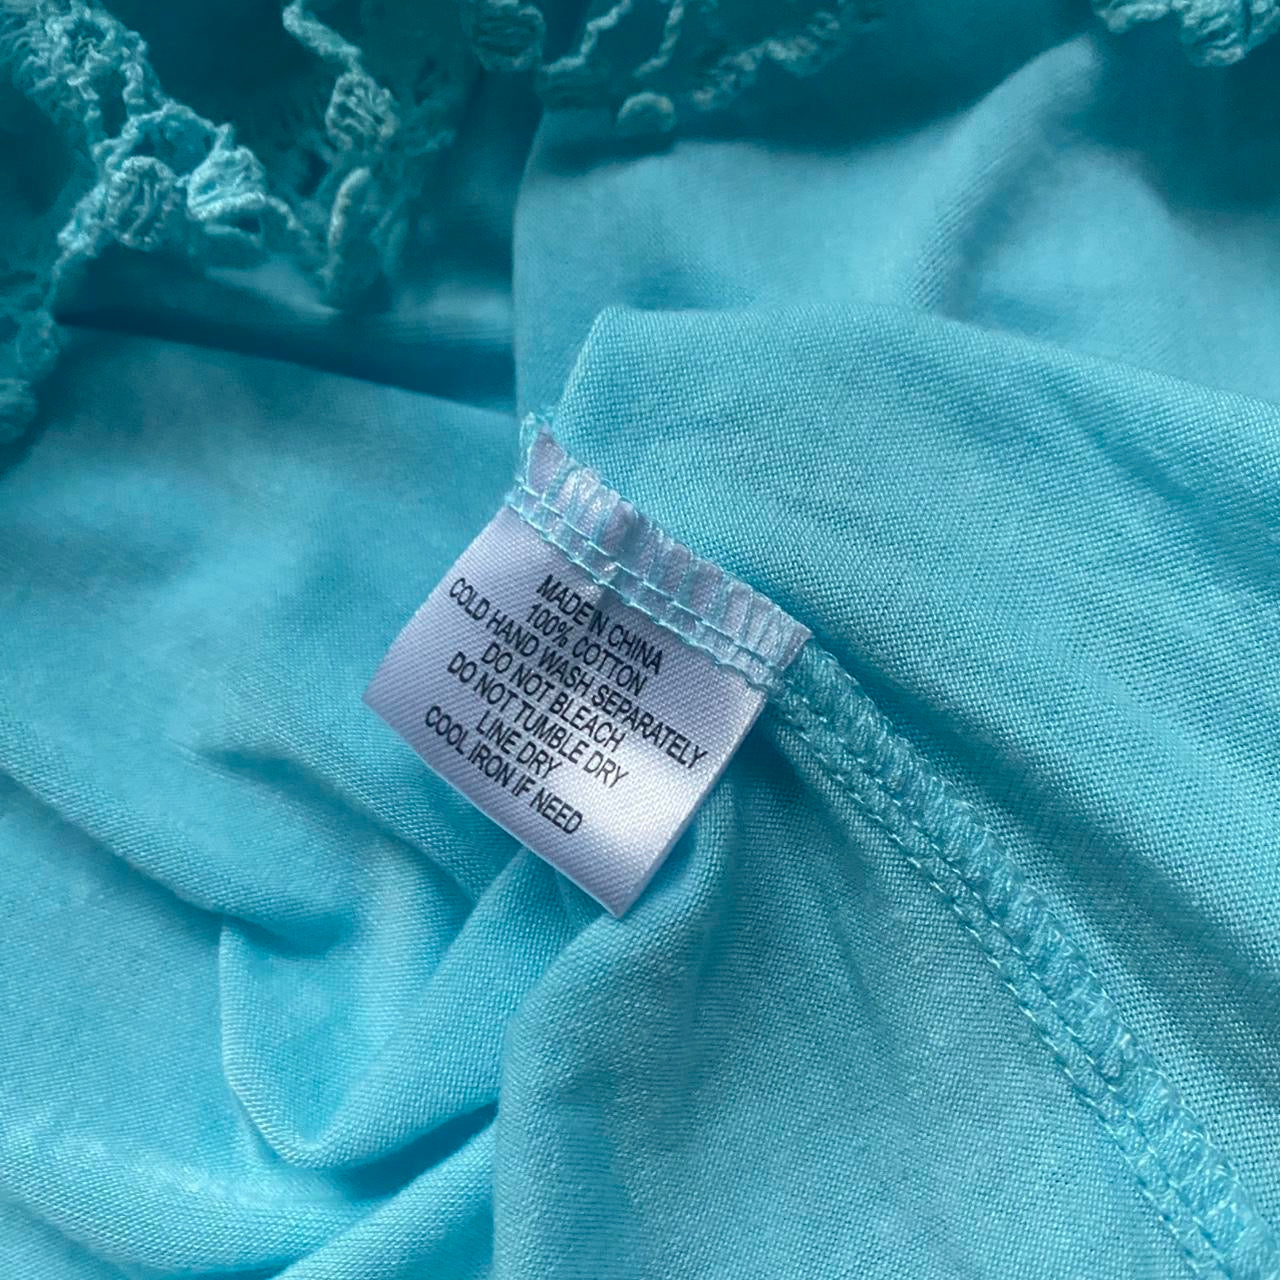 MADE N CHINA
100% COTTON
COLD HAND WASH SEPARATELY
DO NOT BLEACH
DO NOT TUMBLE DRY
LINE DRY
COOL IRON IF NEED